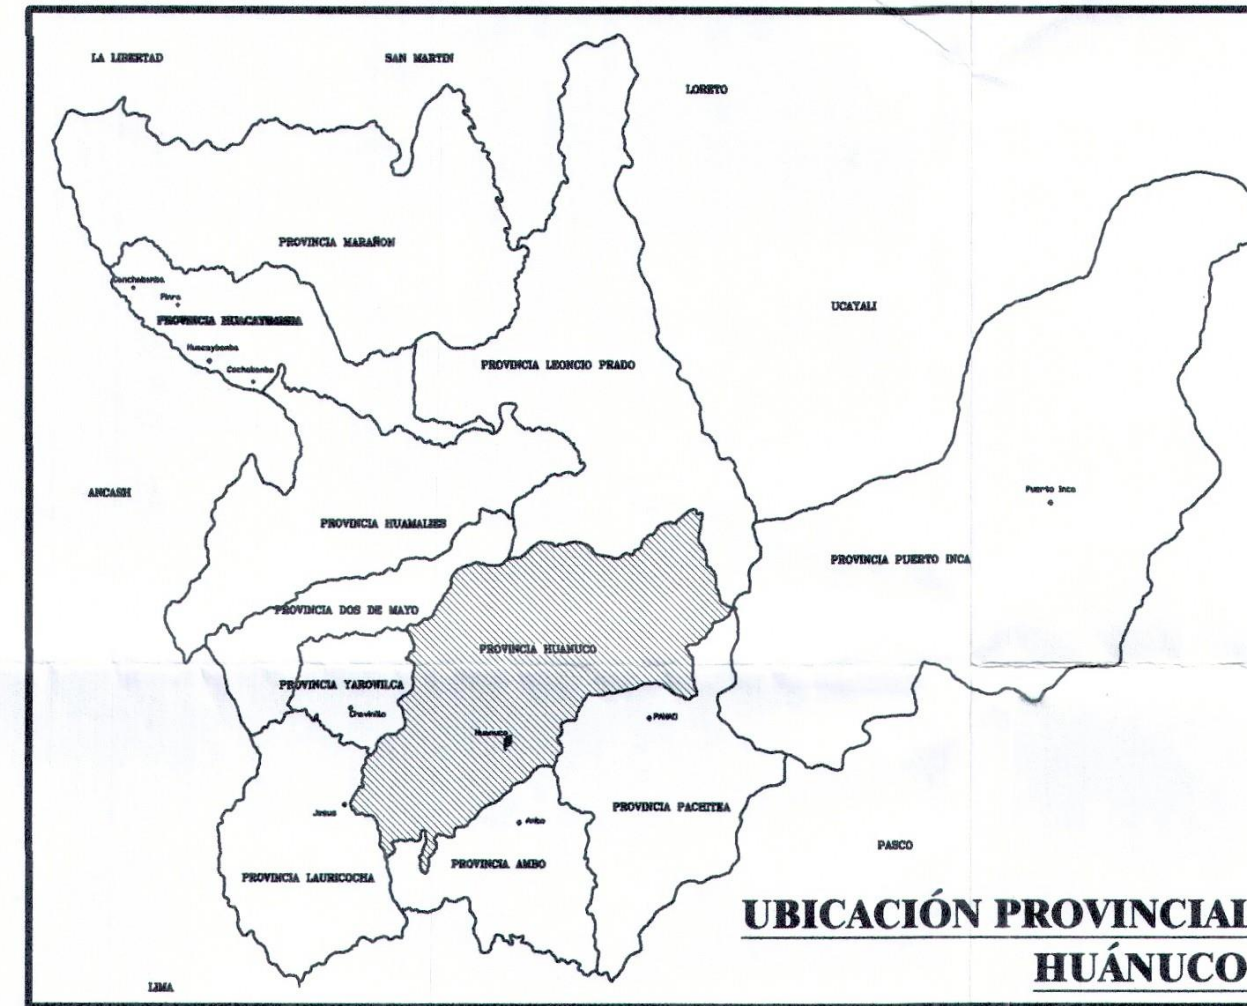 LA LIBERTAD
SAN MARTIN
LORETO
PROVINCIA MARAÑON
Conchabamba
Pinra
PROVINCIA HUACAYBAMBA
UCAYALI
Huacaybamba
Cochabamba
PROVINCIA LEONCIO PRADO
ANCASH
Puerto Inca
PROVINCIA HUAMALIES
PROVINCIA PUERTO INCA
PROVINCIA DOS DE MAYO
PROVINCIA HUANUCO
PROVINCIA YAROWILCA
Chavinillo
PANAO
Huanuco
Jesus
Ambo
PROVINCIA PACHITEA
PASCO
PROVINCIA AMBO
PROVINCIA LAURICOCHA
UBICACIÓN PROVINCIAL
HUÁNUCO
LIMA